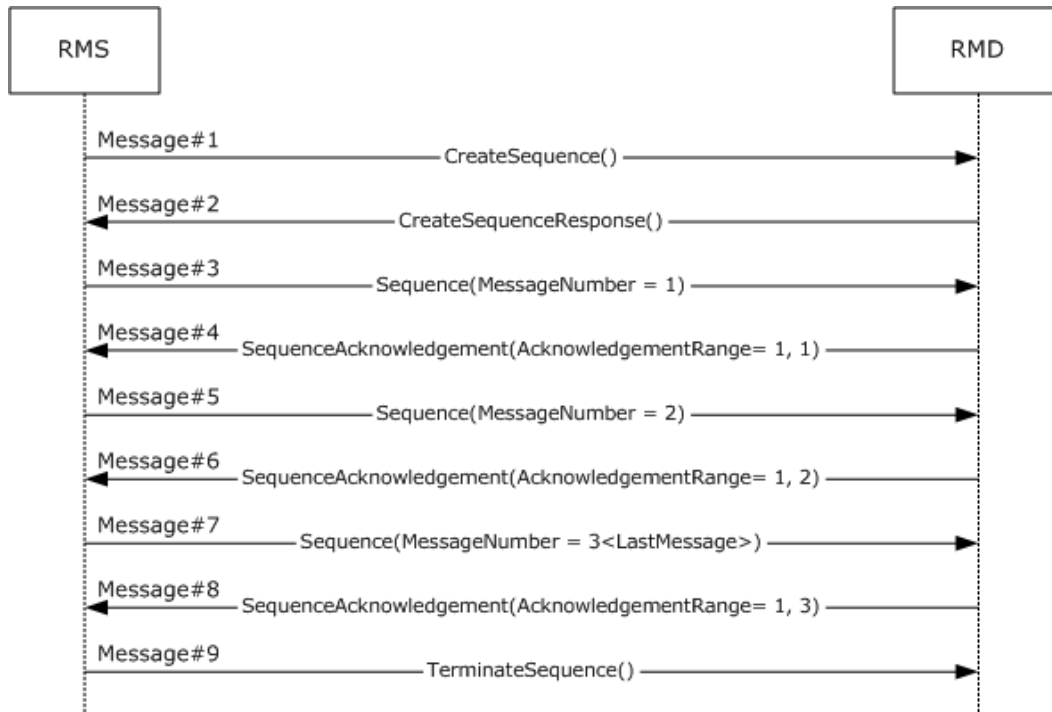 RMS
RMD
Message#1
CreateSequence()
Message#2
CreateSequenceResponse()
Message#3
Sequence(MessageNumber = 1)
Message#4
SequenceAcknowledgement(AcknowledgementRange= 1, 1)
Message#5
Sequence(MessageNumber = 2)
Message#6
SequenceAcknowledgement(AcknowledgementRange= 1, 2)
Message#7
Sequence(MessageNumber = 3<LastMessage>)
Message#8
SequenceAcknowledgement(AcknowledgementRange= 1, 3)
Message#9
TerminateSequence()